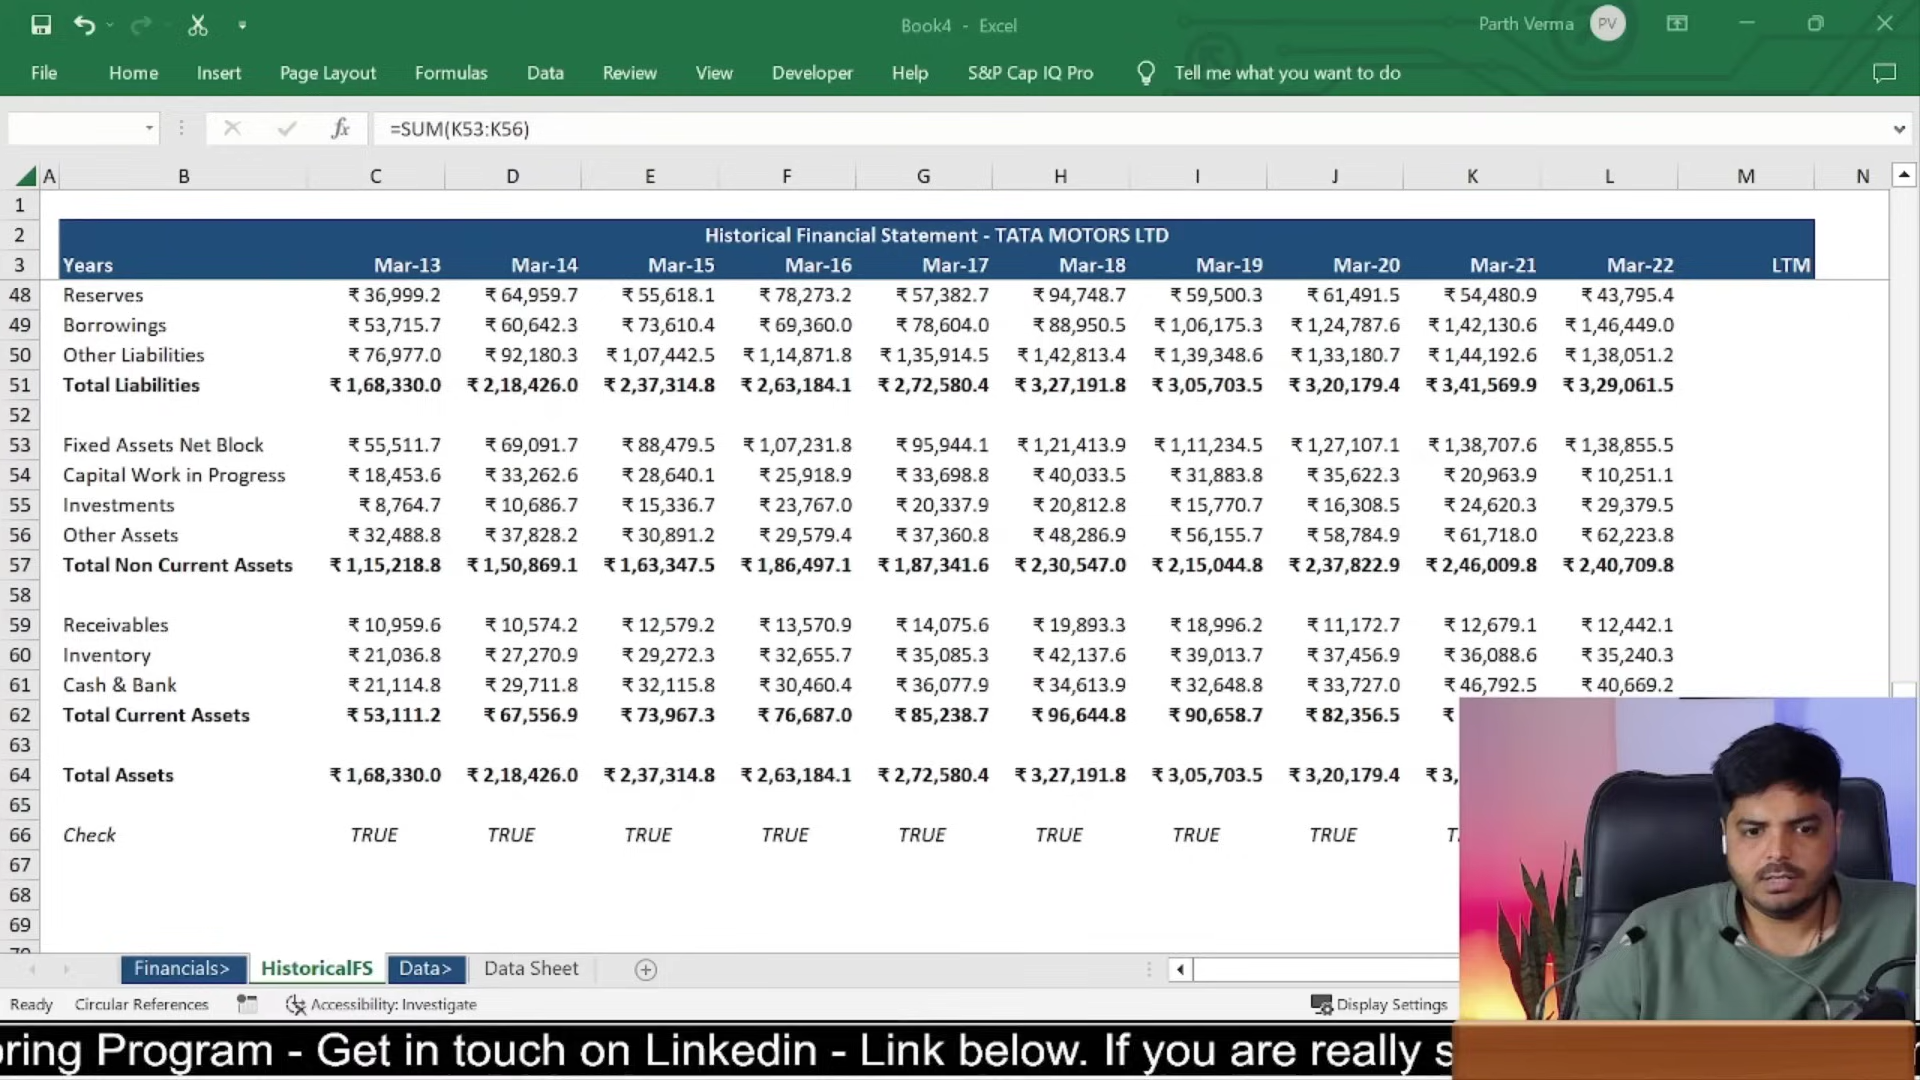 Book4 - Excel
Parth Verma PV
File Home Insert Page Layout Formulas Data Review View Developer Help S&P Cap IQ Pro Tell me what you want to do
fx =SUM(K53:K56)
A B C D E F G H I J K L M N
1
2 Historical Financial Statement - TATA MOTORS LTD
3 Years Mar-13 Mar-14 Mar-15 Mar-16 Mar-17 Mar-18 Mar-19 Mar-20 Mar-21 Mar-22 LTM
48 Reserves ₹ 36,999.2 ₹ 64,959.7 ₹ 55,618.1 ₹ 78,273.2 ₹ 57,382.7 ₹ 94,748.7 ₹ 59,500.3 ₹ 61,491.5 ₹ 54,480.9 ₹ 43,795.4
49 Borrowings ₹ 53,715.7 ₹ 60,642.3 ₹ 73,610.4 ₹ 69,360.0 ₹ 78,604.0 ₹ 88,950.5 ₹ 1,06,175.3 ₹ 1,24,787.6 ₹ 1,42,130.6 ₹ 1,46,449.0
50 Other Liabilities ₹ 76,977.0 ₹ 92,180.3 ₹ 1,07,442.5 ₹ 1,14,871.8 ₹ 1,35,914.5 ₹ 1,42,813.4 ₹ 1,39,348.6 ₹ 1,33,180.7 ₹ 1,44,192.6 ₹ 1,38,051.2
51 Total Liabilities ₹ 1,68,330.0 ₹ 2,18,426.0 ₹ 2,37,314.8 ₹ 2,63,184.1 ₹ 2,72,580.4 ₹ 3,27,191.8 ₹ 3,05,703.5 ₹ 3,20,179.4 ₹ 3,41,569.9 ₹ 3,29,061.5
52
53 Fixed Assets Net Block ₹ 55,511.7 ₹ 69,091.7 ₹ 88,479.5 ₹ 1,07,231.8 ₹ 95,944.1 ₹ 1,21,413.9 ₹ 1,11,234.5 ₹ 1,27,107.1 ₹ 1,38,707.6 ₹ 1,38,855.5
54 Capital Work in Progress ₹ 18,453.6 ₹ 33,262.6 ₹ 28,640.1 ₹ 25,918.9 ₹ 33,698.8 ₹ 40,033.5 ₹ 31,883.8 ₹ 35,622.3 ₹ 20,963.9 ₹ 10,251.1
55 Investments ₹ 8,764.7 ₹ 10,686.7 ₹ 15,336.7 ₹ 23,767.0 ₹ 20,337.9 ₹ 20,812.8 ₹ 15,770.7 ₹ 16,308.5 ₹ 24,620.3 ₹ 29,379.5
56 Other Assets ₹ 32,488.8 ₹ 37,828.2 ₹ 30,891.2 ₹ 29,579.4 ₹ 37,360.8 ₹ 48,286.9 ₹ 56,155.7 ₹ 58,784.9 ₹ 61,718.0 ₹ 62,223.8
57 Total Non Current Assets ₹ 1,15,218.8 ₹ 1,50,869.1 ₹ 1,63,347.5 ₹ 1,86,497.1 ₹ 1,87,341.6 ₹ 2,30,547.0 ₹ 2,15,044.8 ₹ 2,37,822.9 ₹ 2,46,009.8 ₹ 2,40,709.8
58
59 Receivables ₹ 10,959.6 ₹ 10,574.2 ₹ 12,579.2 ₹ 13,570.9 ₹ 14,075.6 ₹ 19,893.3 ₹ 18,996.2 ₹ 11,172.7 ₹ 12,679.1 ₹ 12,442.1
60 Inventory ₹ 21,036.8 ₹ 27,270.9 ₹ 29,272.3 ₹ 32,655.7 ₹ 35,085.3 ₹ 42,137.6 ₹ 39,013.7 ₹ 37,456.9 ₹ 36,088.6 ₹ 35,240.3
61 Cash & Bank ₹ 21,114.8 ₹ 29,711.8 ₹ 32,115.8 ₹ 30,460.4 ₹ 36,077.9 ₹ 34,613.9 ₹ 32,648.8 ₹ 33,727.0 ₹ 46,792.5 ₹ 40,669.2
62 Total Current Assets ₹ 53,111.2 ₹ 67,556.9 ₹ 73,967.3 ₹ 76,687.0 ₹ 85,238.7 ₹ 96,644.8 ₹ 90,658.7 ₹ 82,356.5 ₹
63
64 Total Assets ₹ 1,68,330.0 ₹ 2,18,426.0 ₹ 2,37,314.8 ₹ 2,63,184.1 ₹ 2,72,580.4 ₹ 3,27,191.8 ₹ 3,05,703.5 ₹ 3,20,179.4 ₹ 3,
65
66 Check TRUE TRUE TRUE TRUE TRUE TRUE TRUE TRUE T
67
68
69
Financials> HistoricalFS Data> Data Sheet
Ready Circular References Accessibility: Investigate Display Settings
oring Program - Get in touch on Linkedin - Link below. If you are really s